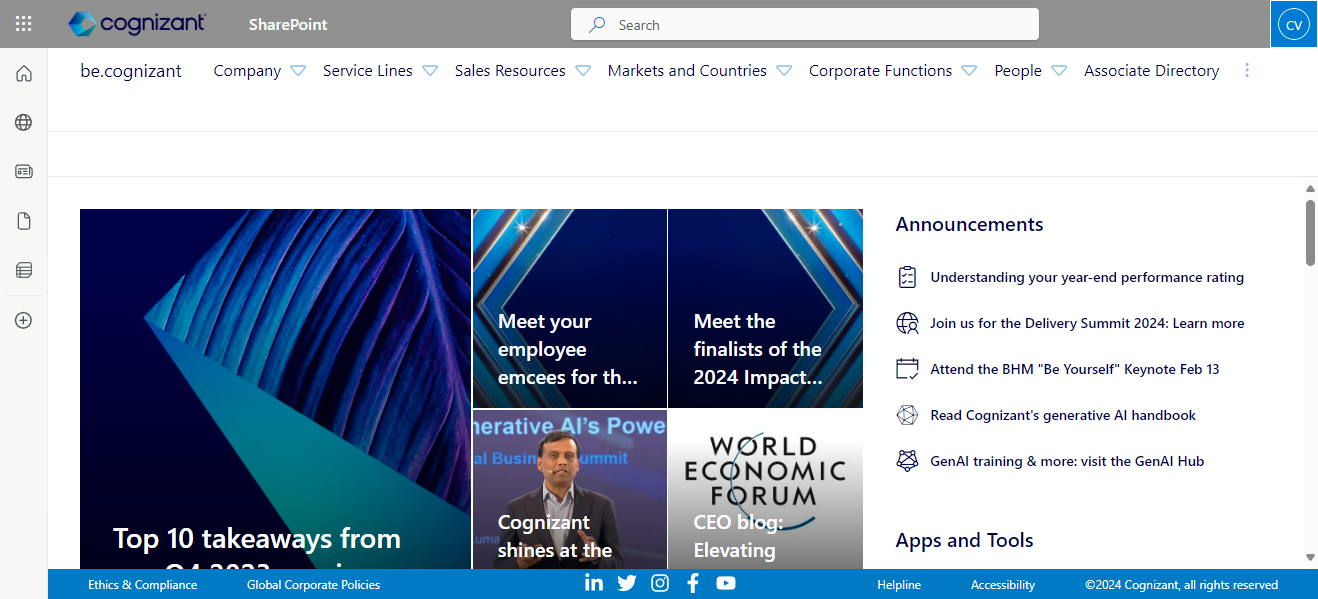 cognizant
SharePoint
Search
CV
be.cognizant
Company
Service Lines
Sales Resources
Markets and Countries
Corporate Functions
People
Associate Directory
Top 10 takeaways from
Meet your
employee
emcees for th...
Meet the
finalists of the
2024 Impact...
nerative AI's Powe
al Busin
ummit
Cognizant
shines at the
WORLD
ECONOMIC
FORUM
CEO blog:
Elevating
Announcements
Understanding your year-end performance rating
Join us for the Delivery Summit 2024: Learn more
Attend the BHM "Be Yourself" Keynote Feb 13
Read Cognizant's generative AI handbook
GenAI training & more: visit the GenAI Hub
Apps and Tools
Ethics & Compliance
Global Corporate Policies
Helpline
Accessibility
©2024 Cognizant, all rights reserved